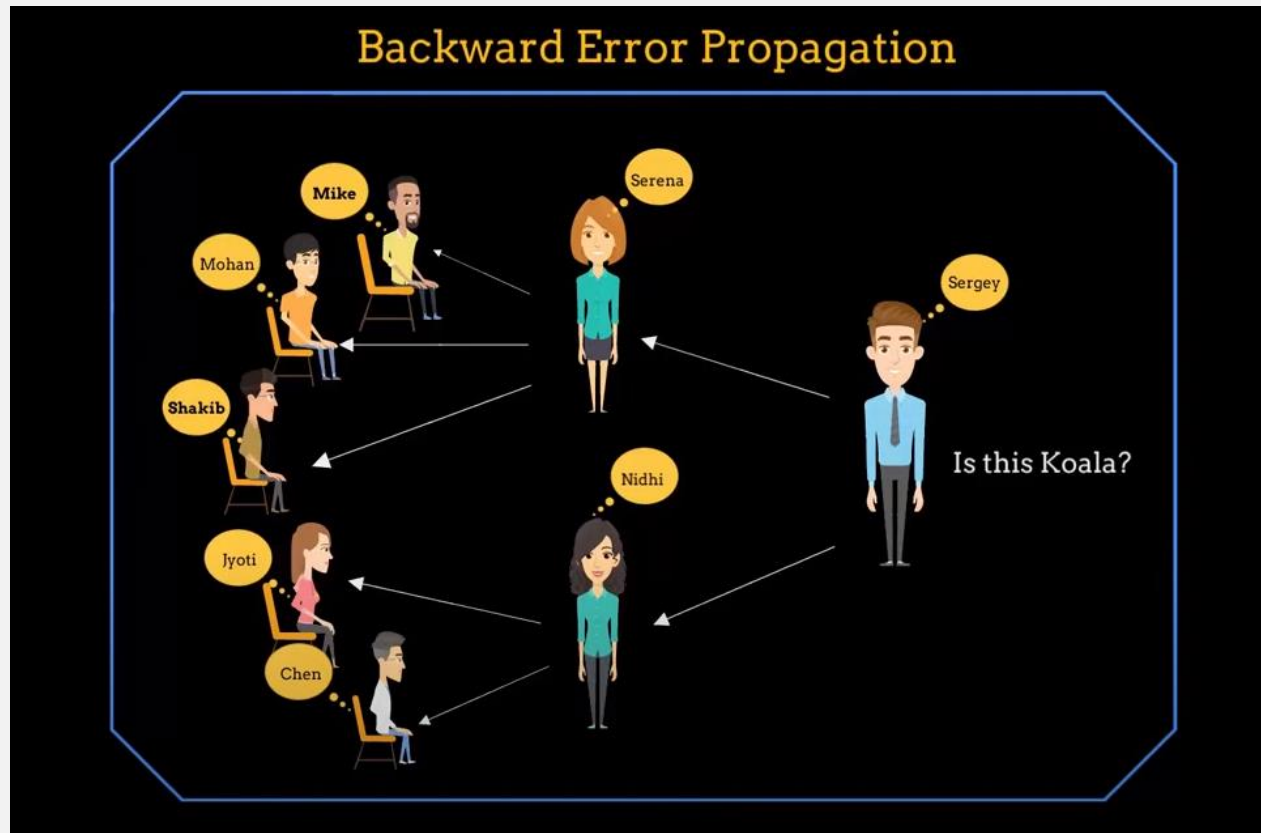 Backward Error Propagation
Mike
Serena
Mohan
Sergey
Shakib
Is this Koala?
Nidhi
Jyoti
Chen